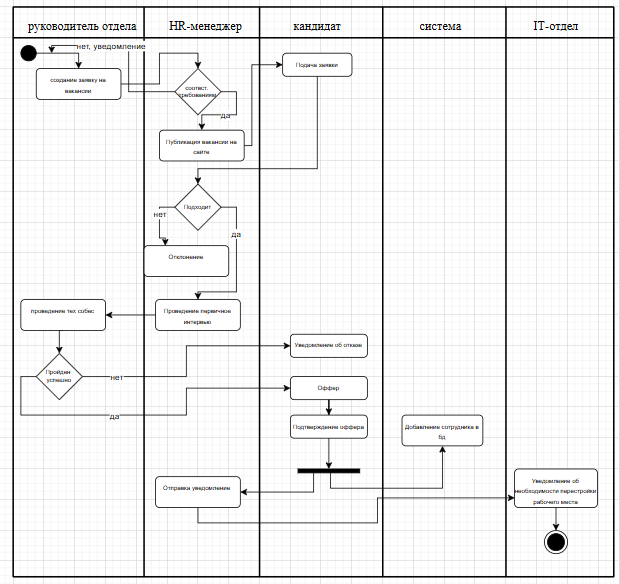 руководитель отдела
HR-менеджер
кандидат
система
IT-отдел
нет, уведомление
создание заявку на
вакансии
соотвст.
требованиям
да
Подача заявки
Публикация вакансии на
сайте
Подходит
нет
да
Отклонение
проведение тех собес
Проведение первичное
интервью
Пройден
успешно
нет
да
Уведомление об отказе
Оффер
Подтверждение оффера
Добавление сотрудника в
бд
Отправка уведомление
Уведомление об
необходимости перестройки
рабочего места